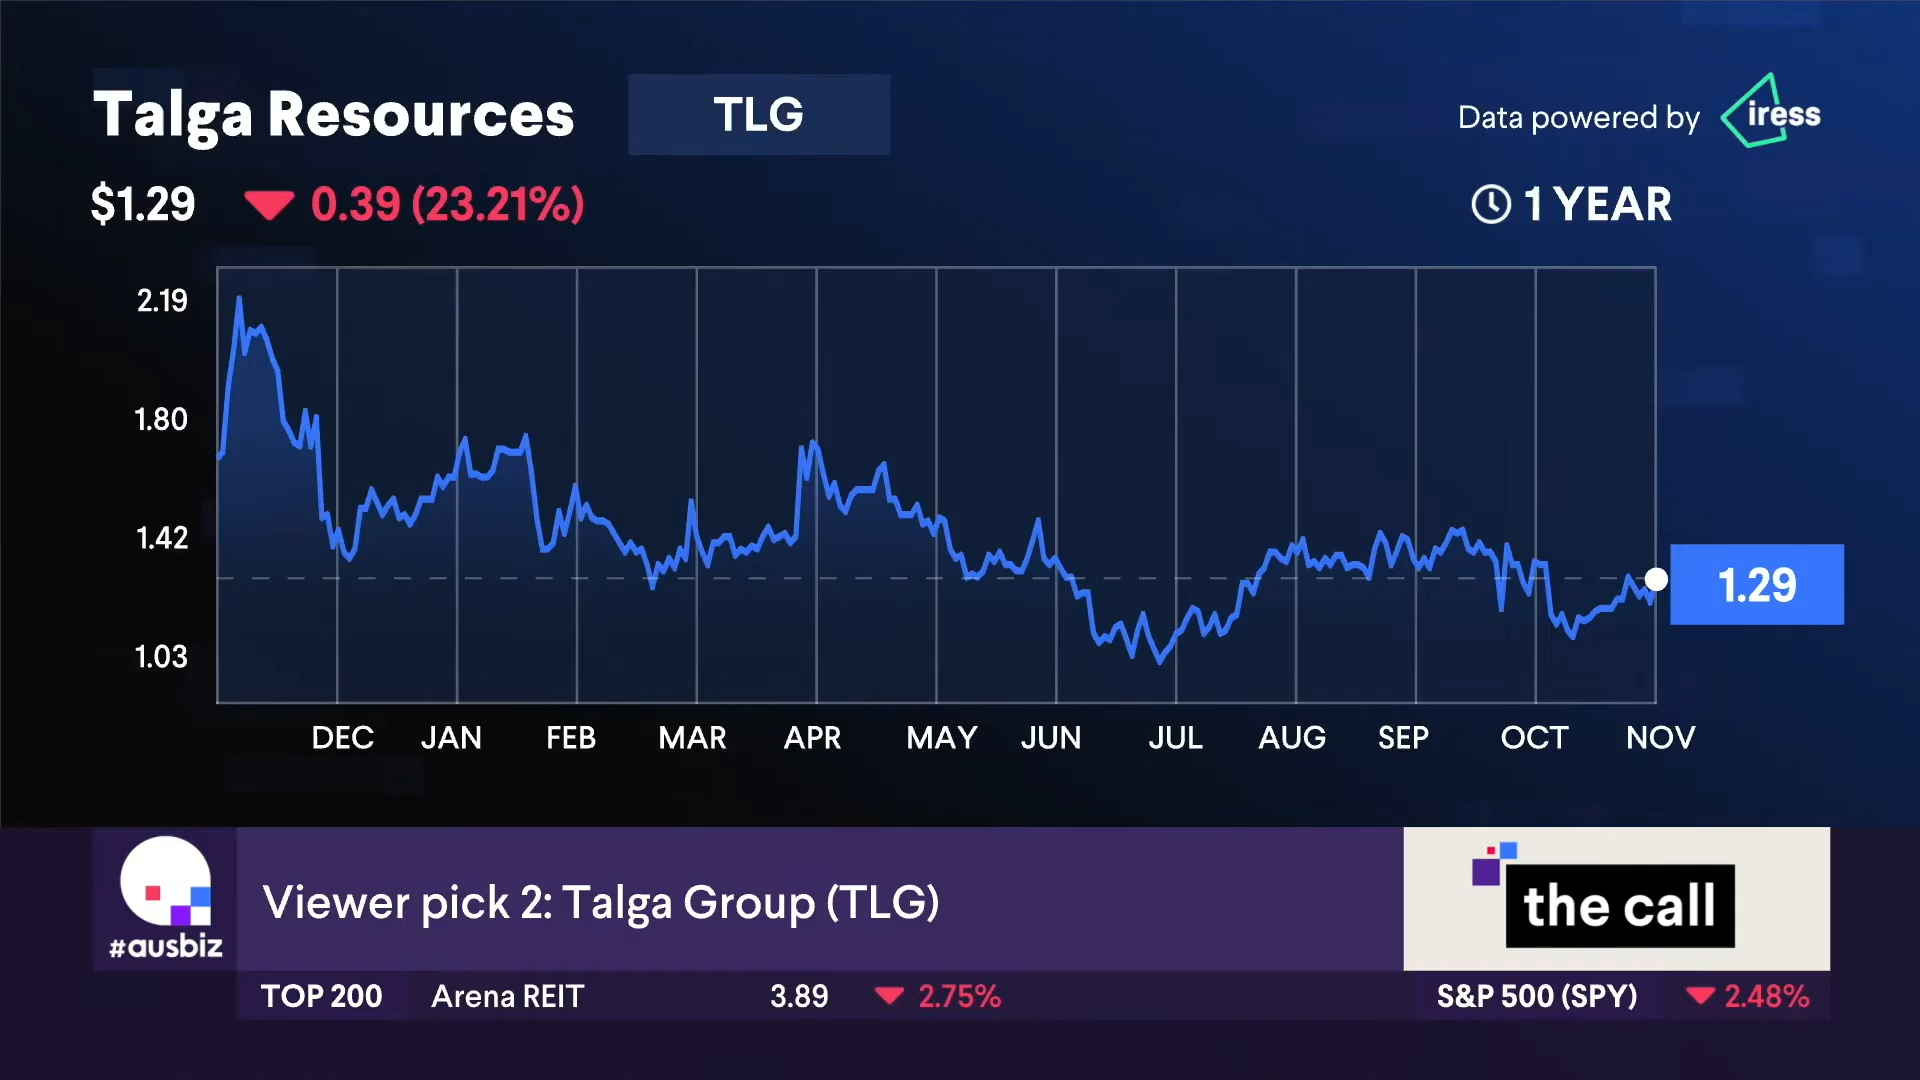 Talga Resources TLG Data powered by iress
$1.29 0.39 (23.21%) 1 YEAR
2.19
1.80
1.42
1.03
1.29
DEC JAN FEB MAR APR MAY JUN JUL AUG SEP OCT NOV
#ausbiz
Viewer pick 2: Talga Group (TLG)
the call
TOP 200 Arena REIT 3.89 2.75% S&P 500 (SPY) 2.48%